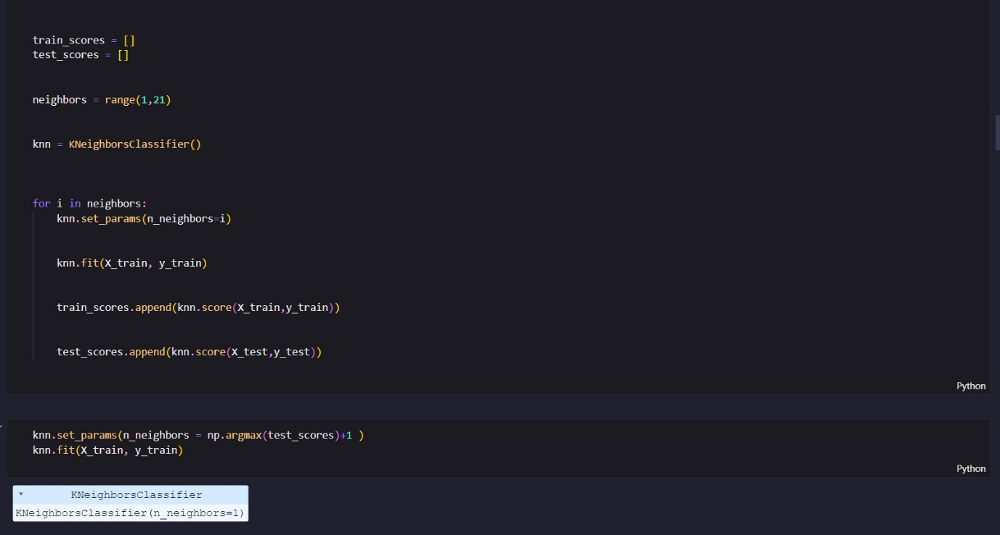 train_scores = []
test_scores = []
neighbors = range(1,21)
knn = KNeighborsClassifier()
for i in neighbors:
    knn.set_params(n_neighbors=i)
    knn.fit(X_train, y_train)
    train_scores.append(knn.score(X_train,y_train))
    test_scores.append(knn.score(X_test,y_test))
Python
knn.set_params(n_neighbors = np.argmax(test_scores)+1 )
knn.fit(X_train, y_train)
Python
▾ KNeighborsClassifier
KNeighborsClassifier(n_neighbors=1)